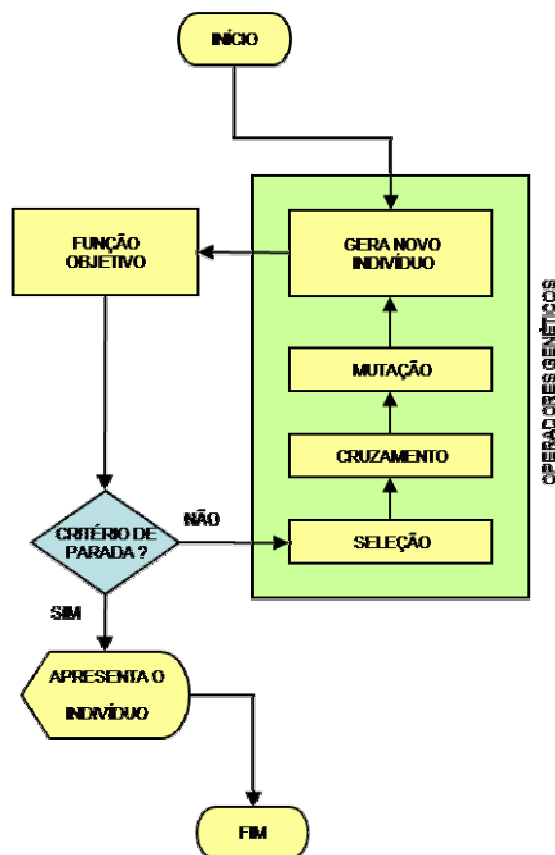 INÍCIO
FUNÇÃO
OBJETIVO
GERA NOVO
INDIVÍDUO
MUTAÇÃO
CRUZAMENTO
SELEÇÃO
OPERADORES GENÉTICOS
CRITÉRIO DE
PARADA ?
NÃO
SIM
APRESENTA O
INDIVÍDUO
FIM